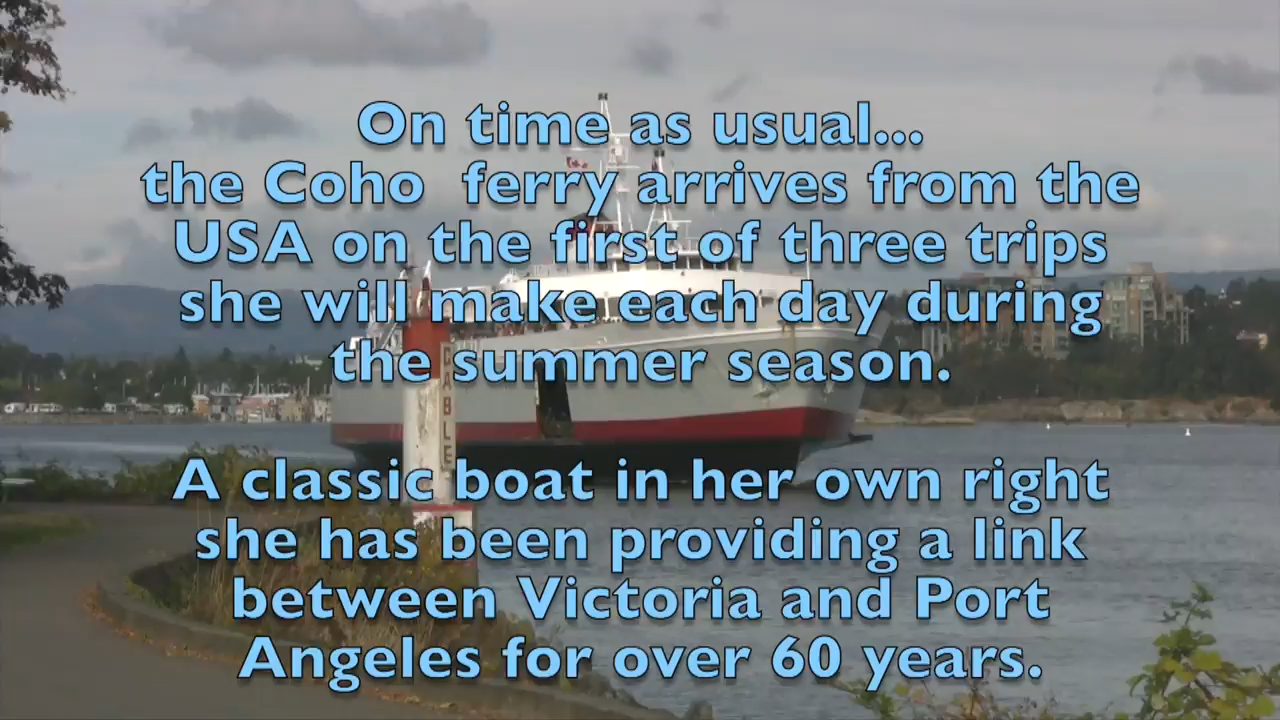 On time as usual...
the Coho ferry arrives from the
USA on the first of three trips
she will make each day during
the summer season.
A classic boat in her own right
she has been providing a link
between Victoria and Port
Angeles for over 60 years.
CABLE